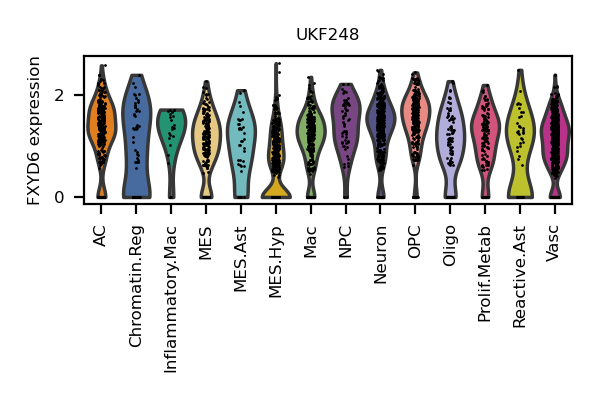 UKF248
FXYD6 expression
2
0
AC
Chromatin.Reg
Inflammatory.Mac
MES
MES.Ast
MES.Hyp
Mac
NPC
Neuron
OPC
Oligo
Prolif.Metab
Reactive.Ast
Vasc